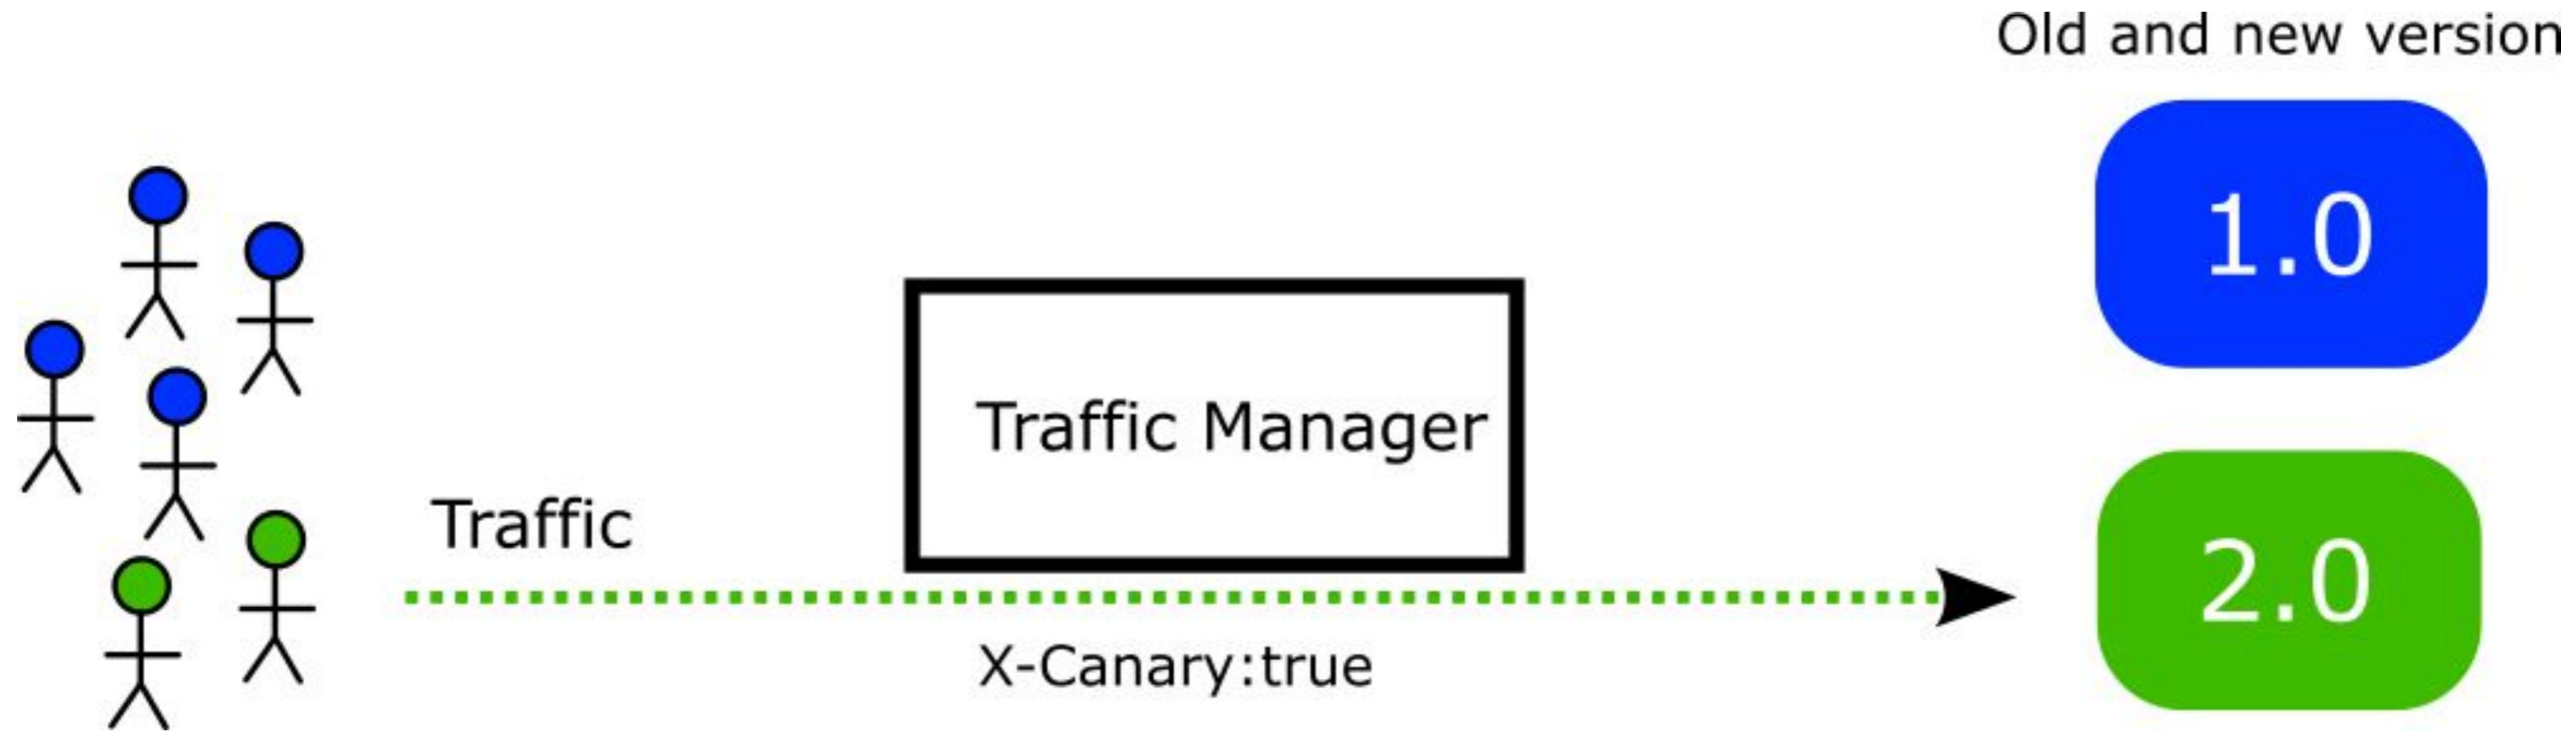 Old and new version
1.0
Traffic Manager
Traffic
2.0
X-Canary:true